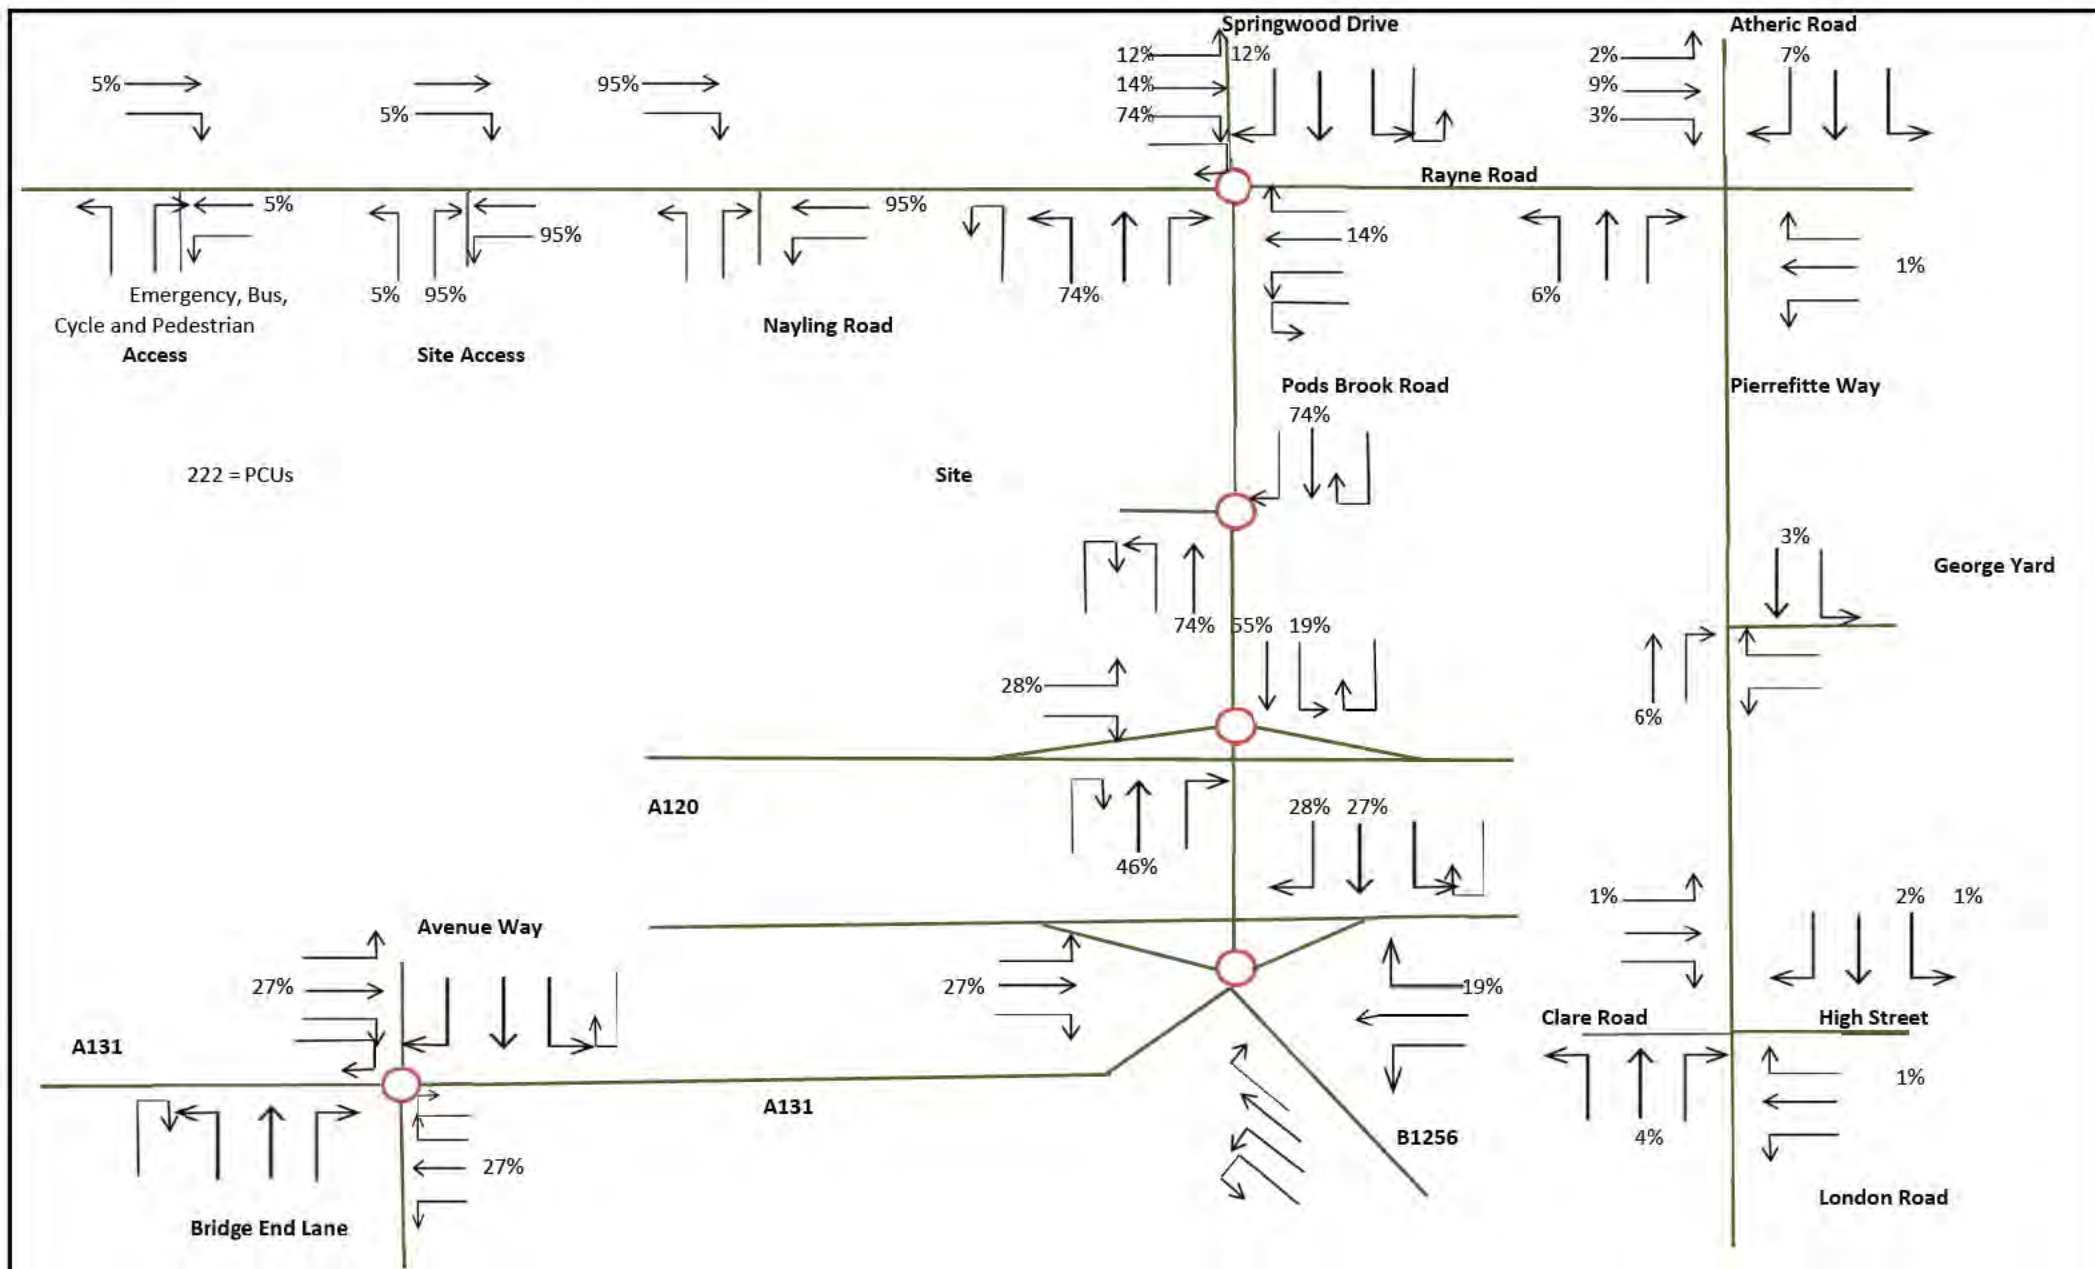 Springwood Drive
Atheric Road
12%
12%
2%
7%
5%
95%
14%
9%
5%
74%
3%
Rayne Road
5%
95%
95%
14%
1%
Emergency, Bus,
5%
95%
74%
6%
Cycle and Pedestrian
Nayling Road
Access
Site Access
Pods Brook Road
Pierrefitte Way
74%
222 = PCUs
Site
3%
George Yard
74%
55%
19%
28%
6%
A120
28%
27%
46%
1%
2%
1%
Avenue Way
27%
27%
19%
Clare Road
High Street
A131
1%
A131
4%
B1256
27%
London Road
Bridge End Lane